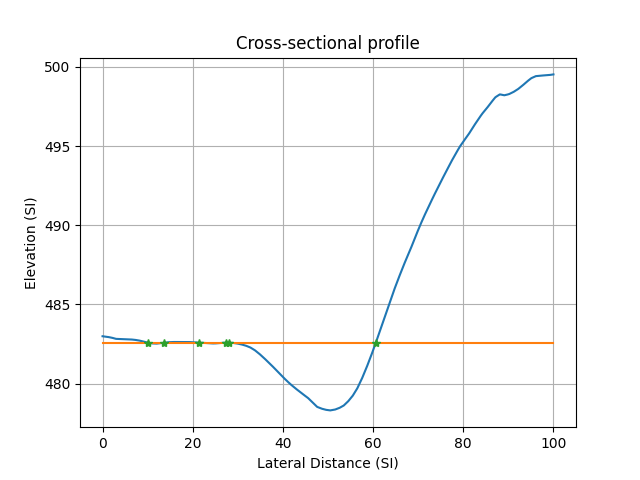 Cross-sectional profile
500
495
490
485
480
Elevation (SI)
0 20 40 60 80 100
Lateral Distance (SI)